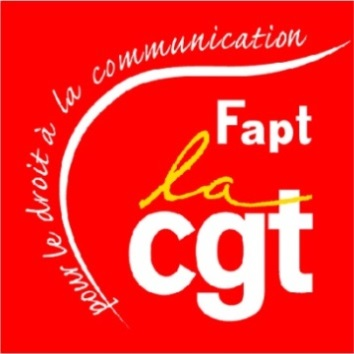 pour le droit à la communication
Fapt
la
cgt